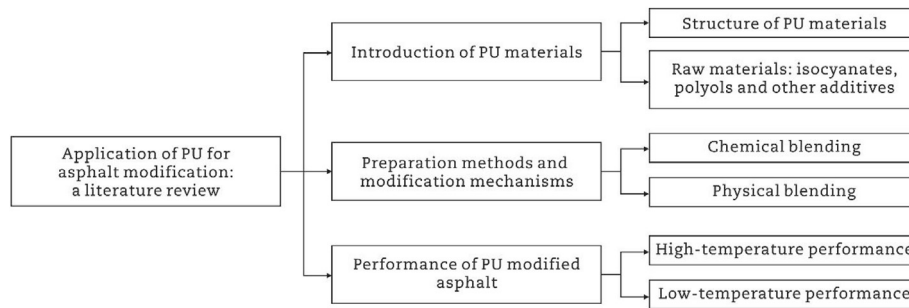 Application of PU for
asphalt modification:
a literature review
Introduction of PU materials
Structure of PU materials
Raw materials: isocyanates,
polyols and other additives
Preparation methods and
modification mechanisms
Chemical blending
Physical blending
Performance of PU modified
asphalt
High-temperature performance
Low-temperature performance